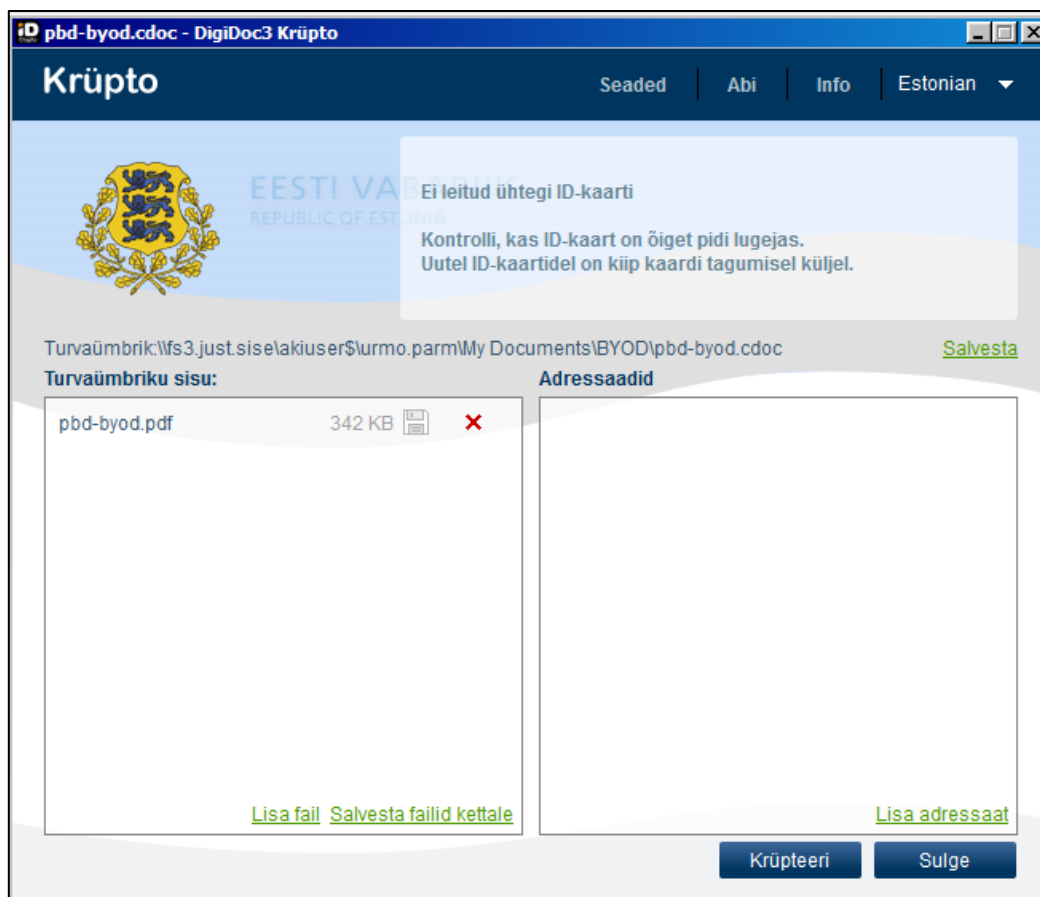 pbd-byod.cdoc - DigiDoc3 Krüpto
Krüpto
Seaded
Abi
Info
Estonian
EESTI VABARIIK
REPUBLIC OF ESTONIA
Ei leitud ühtegi ID-kaarti
Kontrolli, kas ID-kaart on õiget pidi lugejas.
Uutel ID-kaartidel on kiip kaardi tagumisel küljel.
Turvaümbrik:\\fs3.just.sise\akiuser$\urmo.parm\My Documents\BYOD\pbd-byod.cdoc
Salvesta
Turvaümbriku sisu:
Adressaadid
pbd-byod.pdf 342 KB
Lisa fail Salvesta failid kettale
Lisa adressaat
Krüpteeri
Sulge